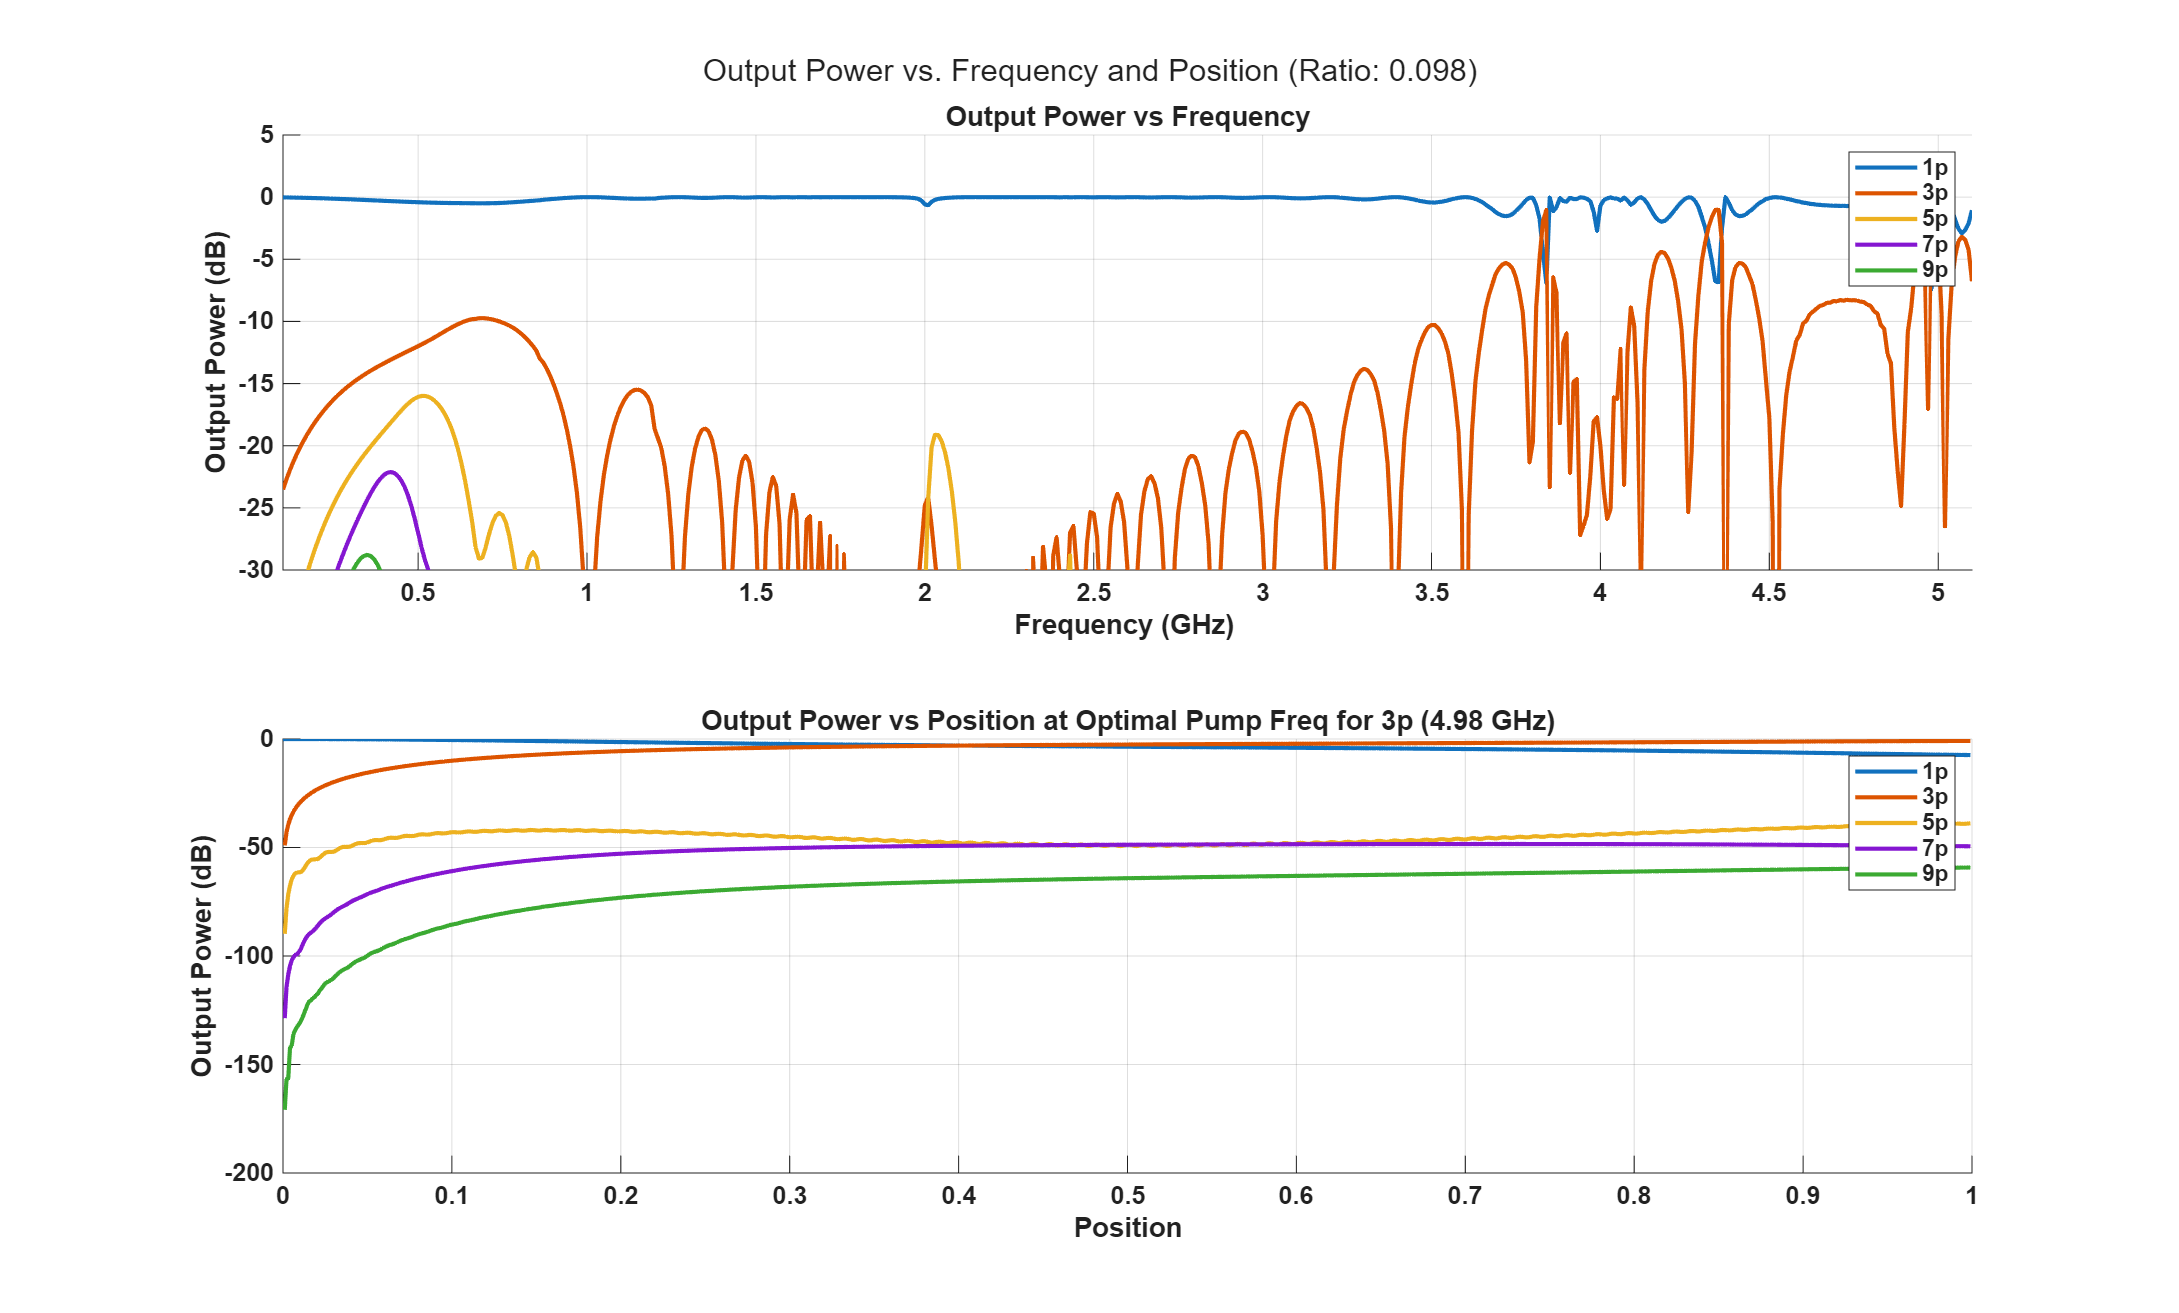 Output Power vs. Frequency and Position (Ratio: 0.098)
Output Power vs Frequency
Output Power (dB)
5
0
-5
-10
-15
-20
-25
-30
0.5
1
1.5
2
2.5
3
3.5
4
4.5
5
Frequency (GHz)
1p
3p
5p
7p
9p
Output Power vs Position at Optimal Pump Freq for 3p (4.98 GHz)
Output Power (dB)
0
-50
-100
-150
-200
0
0.1
0.2
0.3
0.4
0.5
0.6
0.7
0.8
0.9
1
Position
1p
3p
5p
7p
9p